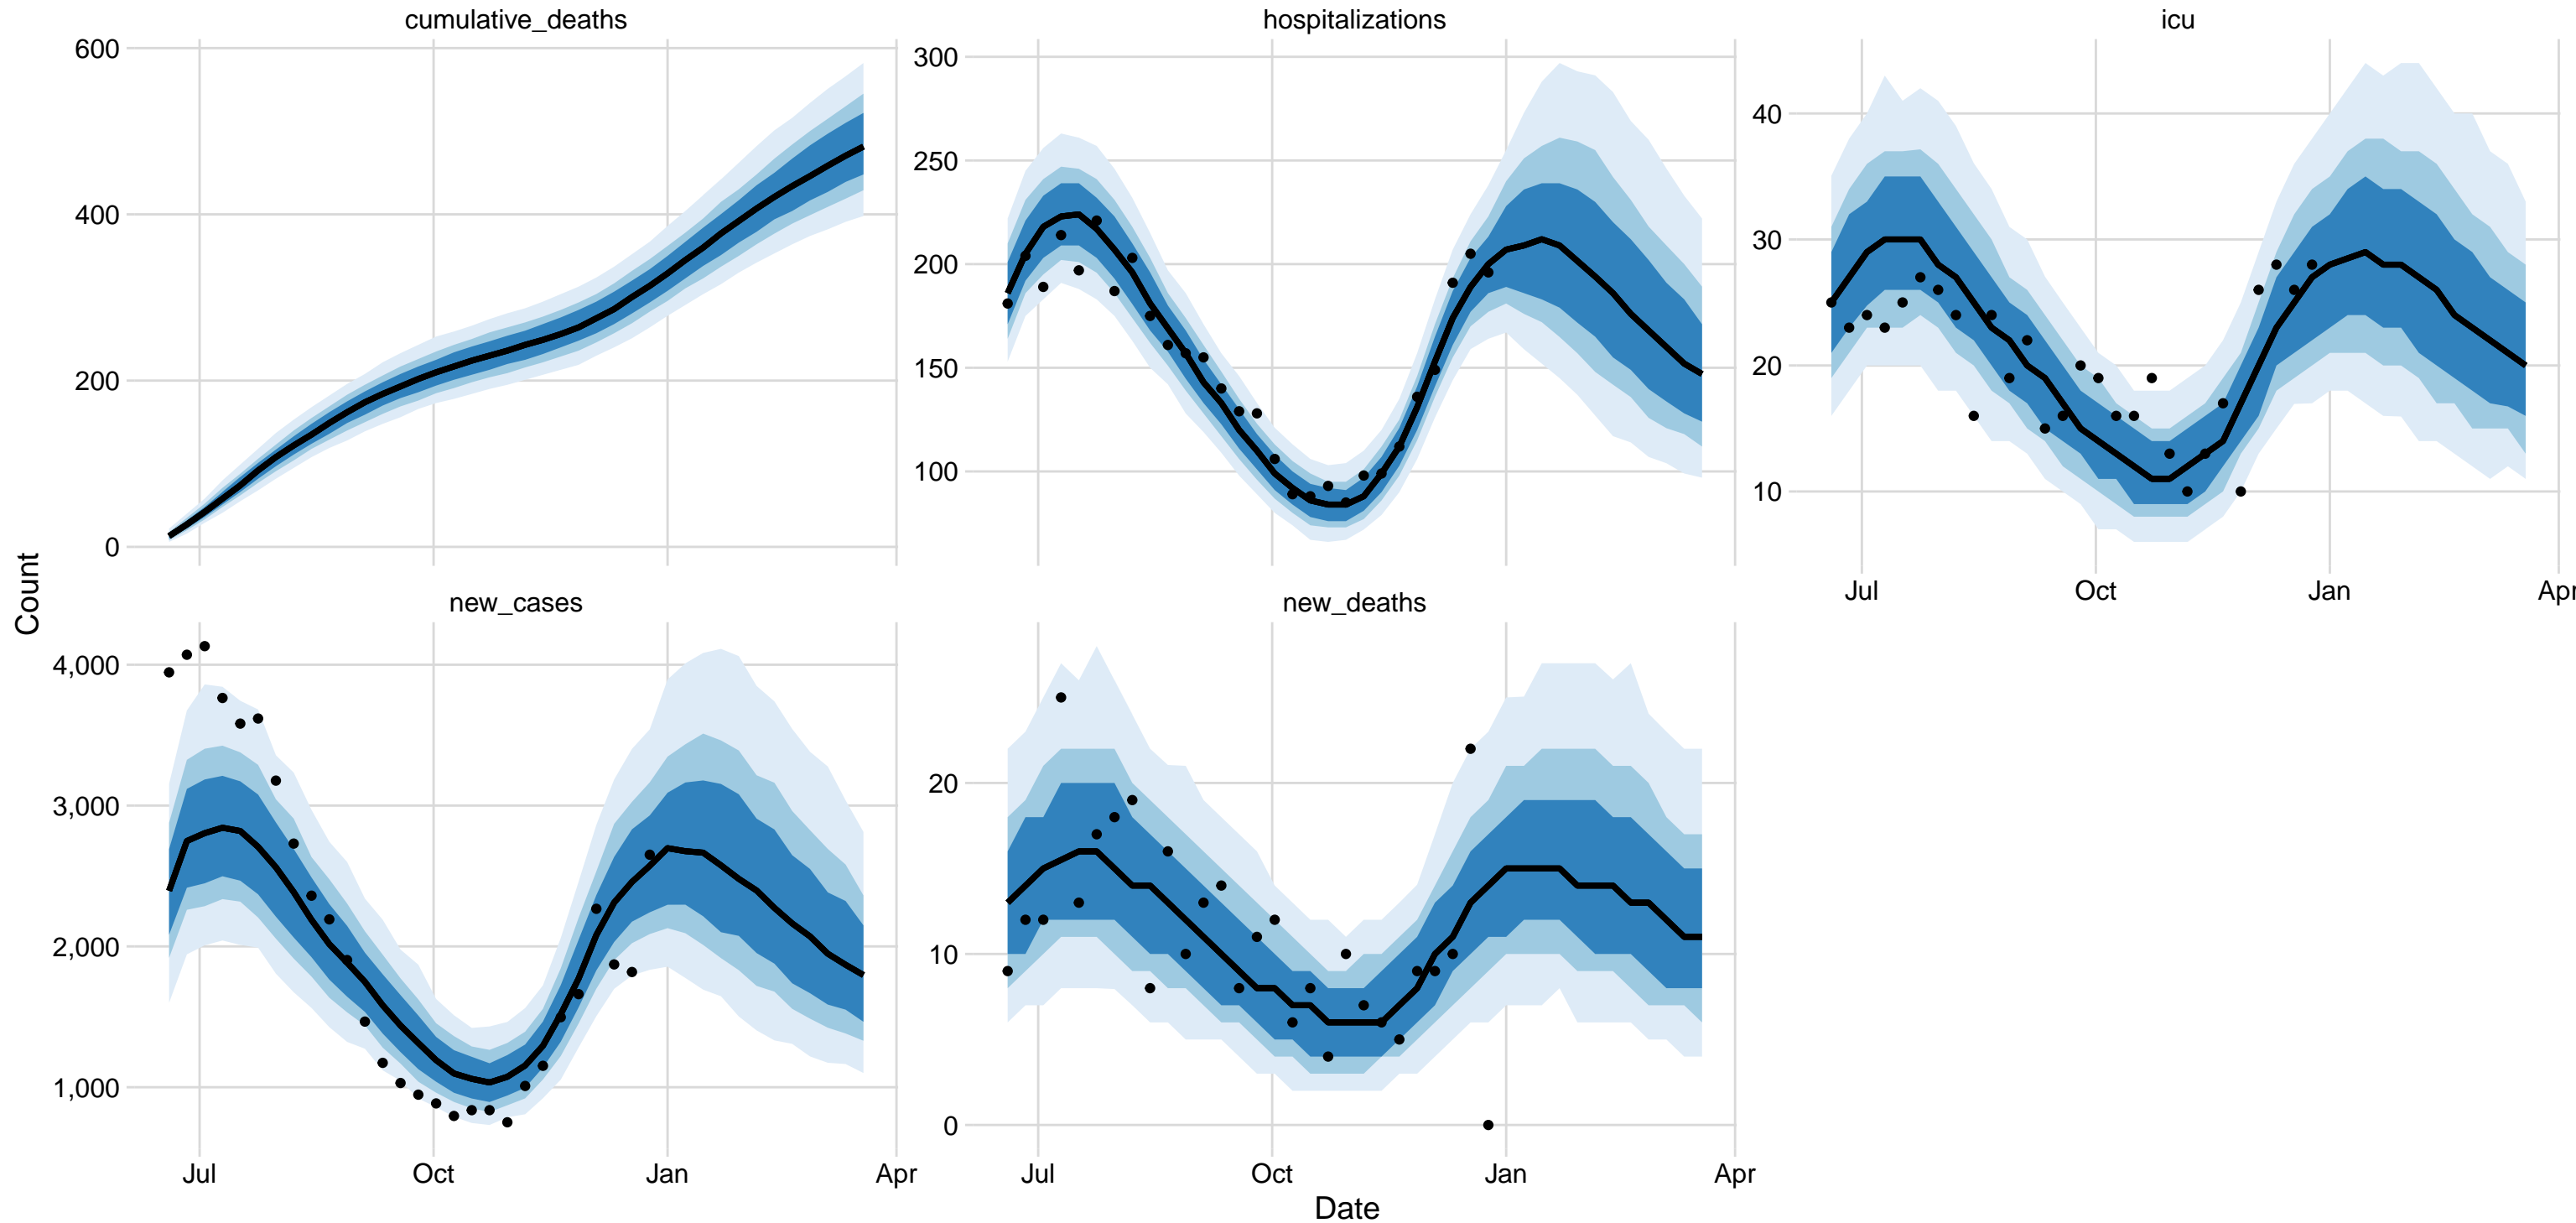 cumulative_deaths
600
400
200
0
hospitalizations
300
250
200
150
100
icu
40
30
20
10
Jul Oct Jan Apr
Count
new_cases
4,000
3,000
2,000
1,000
Jul Oct Jan Apr
new_deaths
20
10
0
Jul Oct Jan Apr
Date